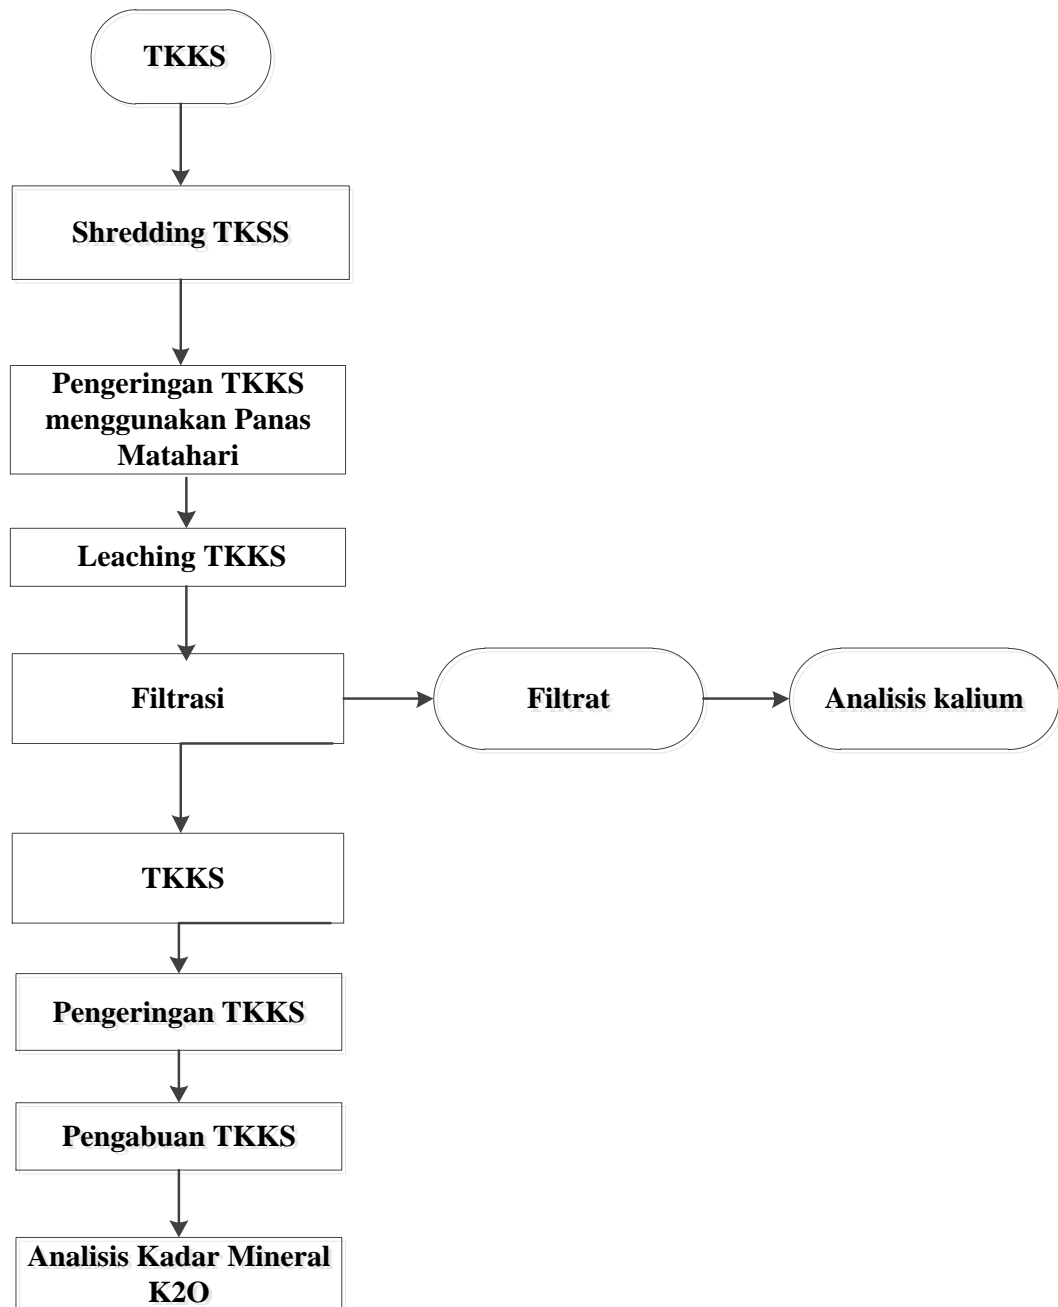 TKKS
Shredding TKSS
Pengeringan TKKS
menggunakan Panas
Matahari
Leaching TKKS
Filtrasi
Filtrat
Analisis kalium
TKKS
Pengeringan TKKS
Pengabuan TKKS
Analisis Kadar Mineral
K2O